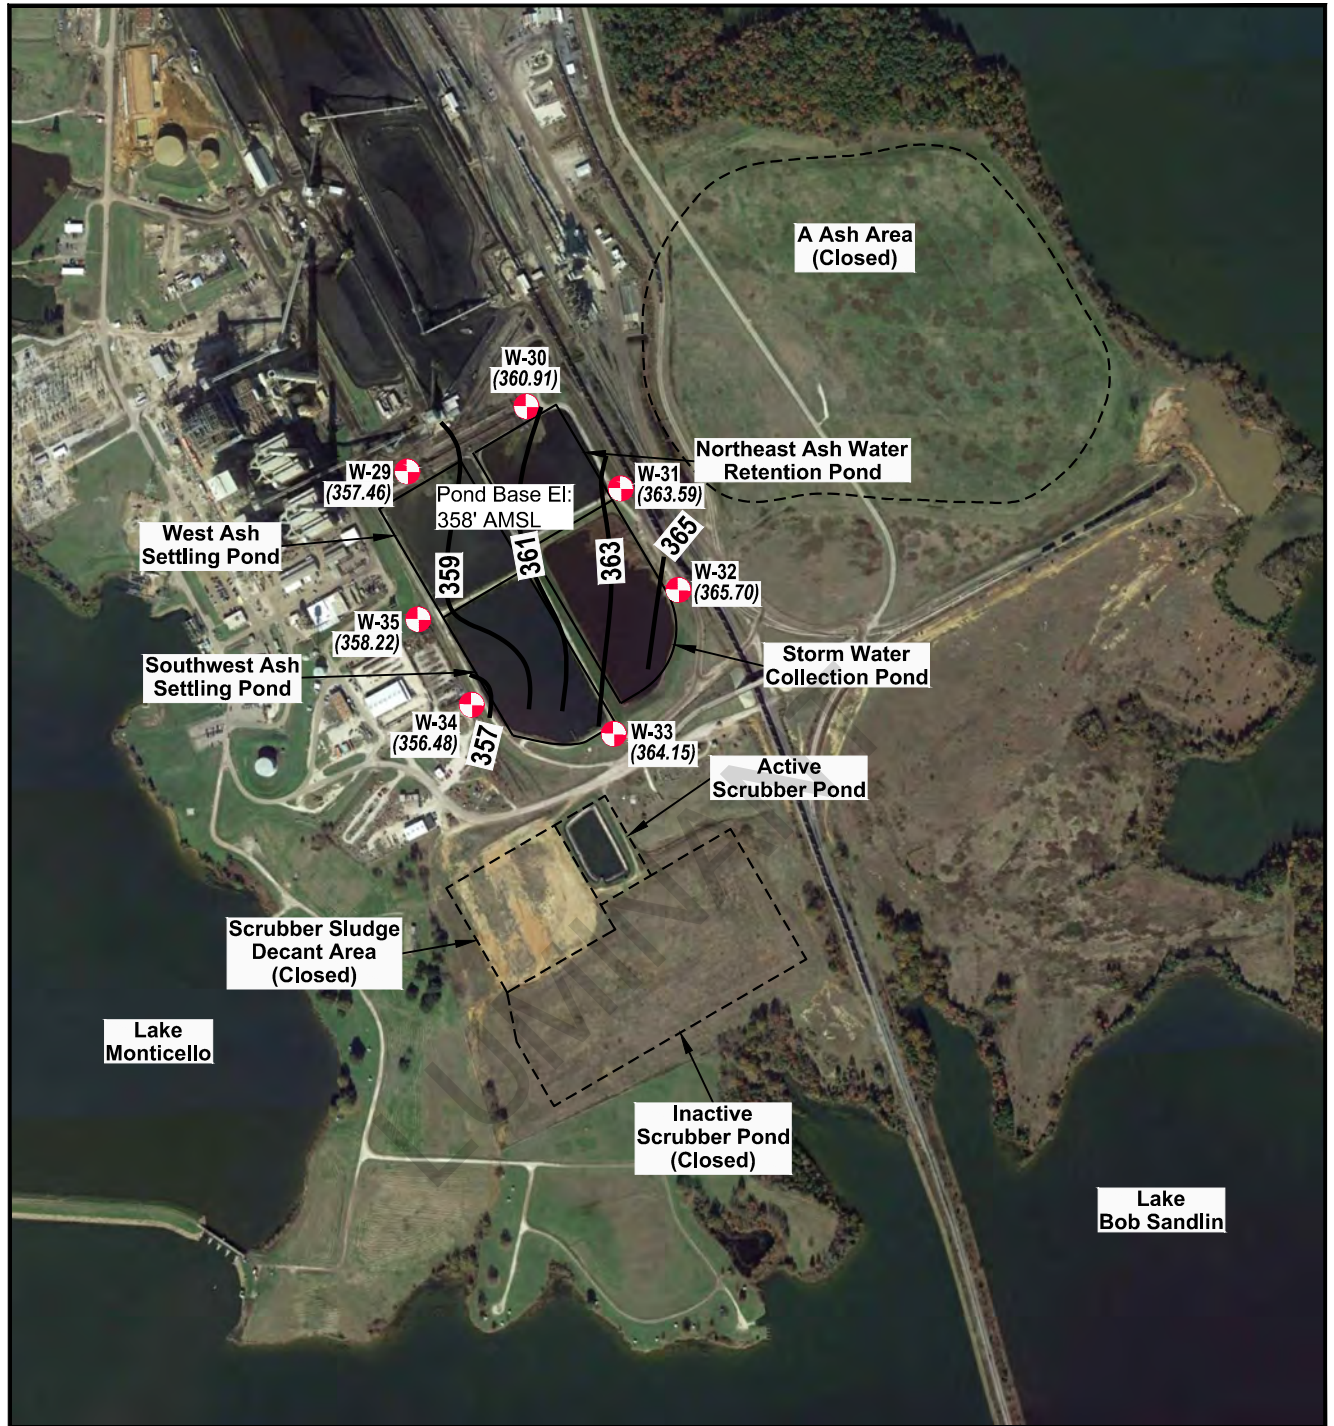 A Ash Area
(Closed)
W-30
(360.91)
Northeast Ash Water
Retention Pond
W-29
(357.46)
W-31
(363.59)
Pond Base El:
358' AMSL
West Ash
Settling Pond
359
361
363
365
W-32
(365.70)
W-35
(358.22)
Southwest Ash
Settling Pond
Storm Water
Collection Pond
W-34
(356.48)
357
W-33
(364.15)
Active
Scrubber Pond
Scrubber Sludge
Decant Area
(Closed)
Lake
Monticello
Inactive
Scrubber Pond
(Closed)
Lake
Bob Sandlin